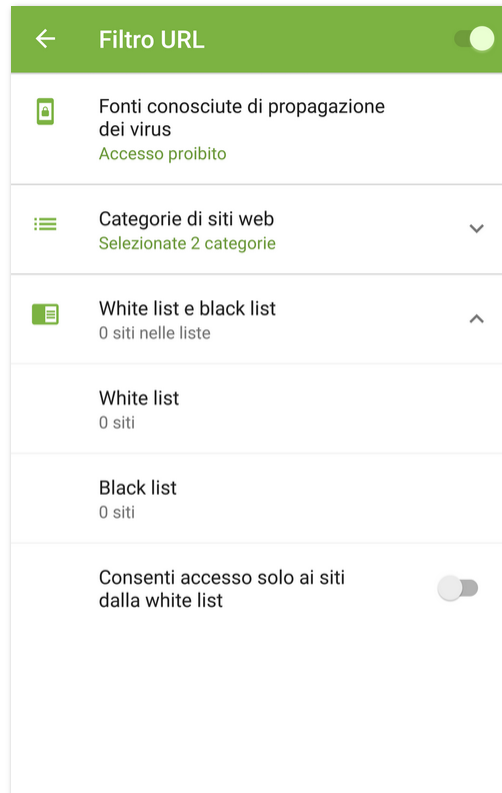 Filtro URL
Fonti conosciute di propagazione
dei virus
Accesso proibito
Categorie di siti web
Selezionate 2 categorie
White list e black list
0 siti nelle liste
White list
0 siti
Black list
0 siti
Consenti accesso solo ai siti
dalla white list